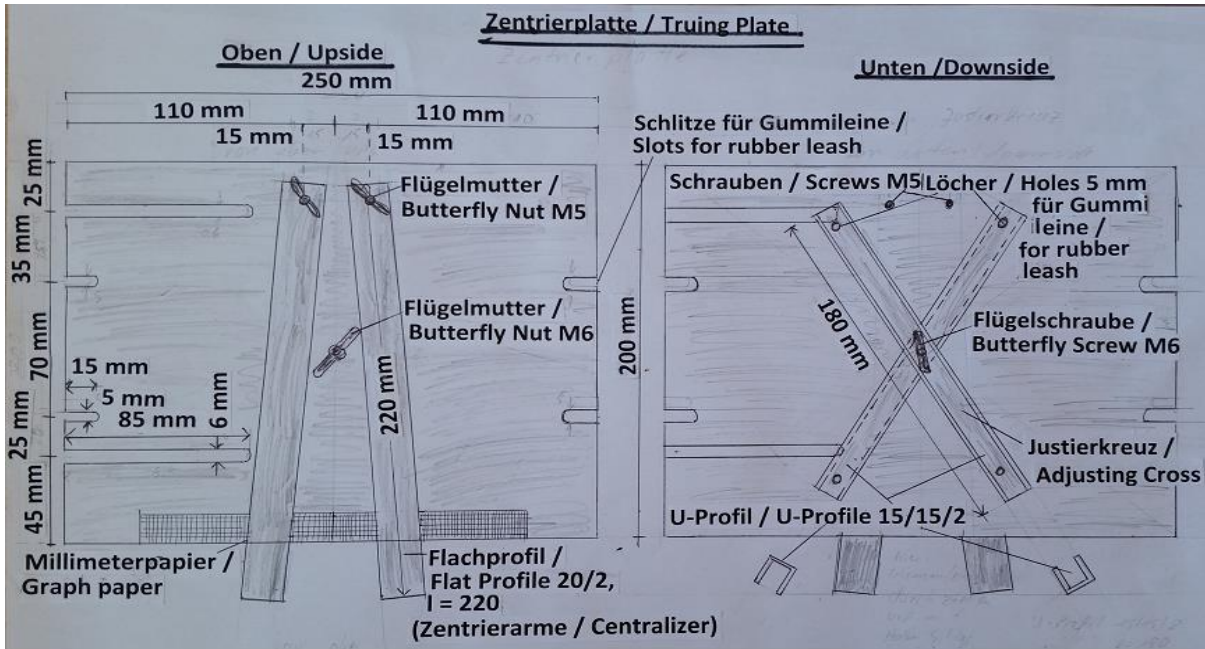 Zentrierplatte / Truing Plate
Oben / Upside
250 mm
110 mm
110 mm
15 mm
15 mm
25 mm
35 mm
70 mm
25 mm
45 mm
Flügelmutter /
Butterfly Nut M5
Flügelmutter /
Butterfly Nut M6
15 mm
5 mm
85 mm
6 mm
220 mm
Millimeterpapier /
Graph paper
Flachprofil /
Flat Profile 20/2,
l = 220
(Zentrierarme / Centralizer)
Schlitze für Gummileine /
Slots for rubber leash
200 mm
Unten /Downside
Schrauben / Screws M5
Löcher / Holes 5 mm
für Gummi
leine /
for rubber
leash
180 mm
Flügelschraube /
Butterfly Screw M6
Justierkreuz /
Adjusting Cross
U-Profil / U-Profile 15/15/2